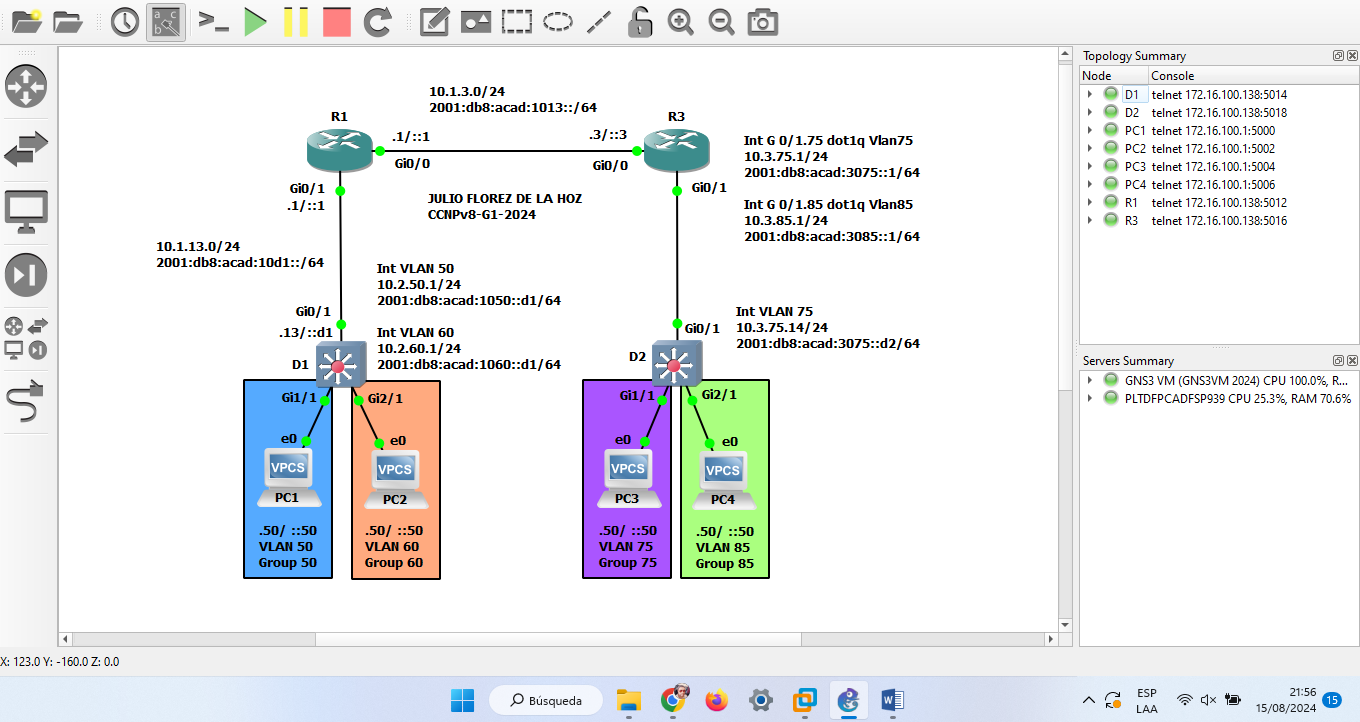 10.1.3.0/24
2001:db8:acad:1013::/64
R1
R3
.1/::1
.3/::3
Gi0/0
Gi0/0
Int G 0/1.75 dot1q Vlan75
10.3.75.1/24
2001:db8:acad:3075::1/64
Gi0/1
.1/::1
Gi0/1
JULIO FLOREZ DE LA HOZ
CCNPv8-G1-2024
Int G 0/1.85 dot1q Vlan85
10.3.85.1/24
2001:db8:acad:3085::1/64
10.1.13.0/24
2001:db8:acad:10d1::/64
Int VLAN 50
10.2.50.1/24
2001:db8:acad:1050::d1/64
Gi0/1
.13/::d1
Int VLAN 60
10.2.60.1/24
2001:db8:acad:1060::d1/64
D1
Gi0/1
D2
Int VLAN 75
10.3.75.14/24
2001:db8:acad:3075::d2/64
Gi1/1
Gi2/1
Gi1/1
Gi2/1
e0
e0
e0
e0
VPCS
VPCS
VPCS
VPCS
PC1
PC2
PC3
PC4
.50/ ::50
VLAN 50
Group 50
.50/ ::50
VLAN 60
Group 60
.50/ ::50
VLAN 75
Group 75
.50/ ::50
VLAN 85
Group 85
Topology Summary
Node Console
D1 telnet 172.16.100.138:5014
D2 telnet 172.16.100.138:5018
PC1 telnet 172.16.100.1:5000
PC2 telnet 172.16.100.1:5002
PC3 telnet 172.16.100.1:5004
PC4 telnet 172.16.100.1:5006
R1 telnet 172.16.100.138:5012
R3 telnet 172.16.100.138:5016
Servers Summary
GNS3 VM (GNS3VM 2024) CPU 100.0%, R...
PLTDFPCADFSP939 CPU 25.3%, RAM 70.6%
X: 123.0 Y: -160.0 Z: 0.0
Búsqueda
ESP
LAA
21:56
15/08/2024
15